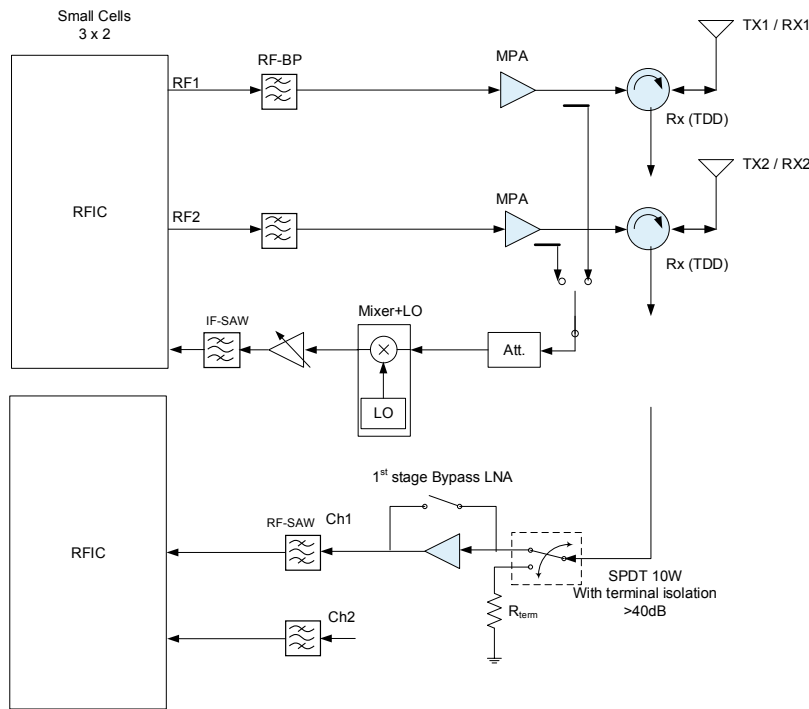 Small Cells
3 x 2
TX1 / RX1
RF-BP
MPA
RF1
Rx (TDD)
TX2 / RX2
MPA
RFIC
RF2
Rx (TDD)
Mixer+LO
IF-SAW
Att.
LO
1st stage Bypass LNA
RF-SAW
Ch1
RFIC
SPDT 10W
With terminal isolation
>40dB
Rterm
Ch2